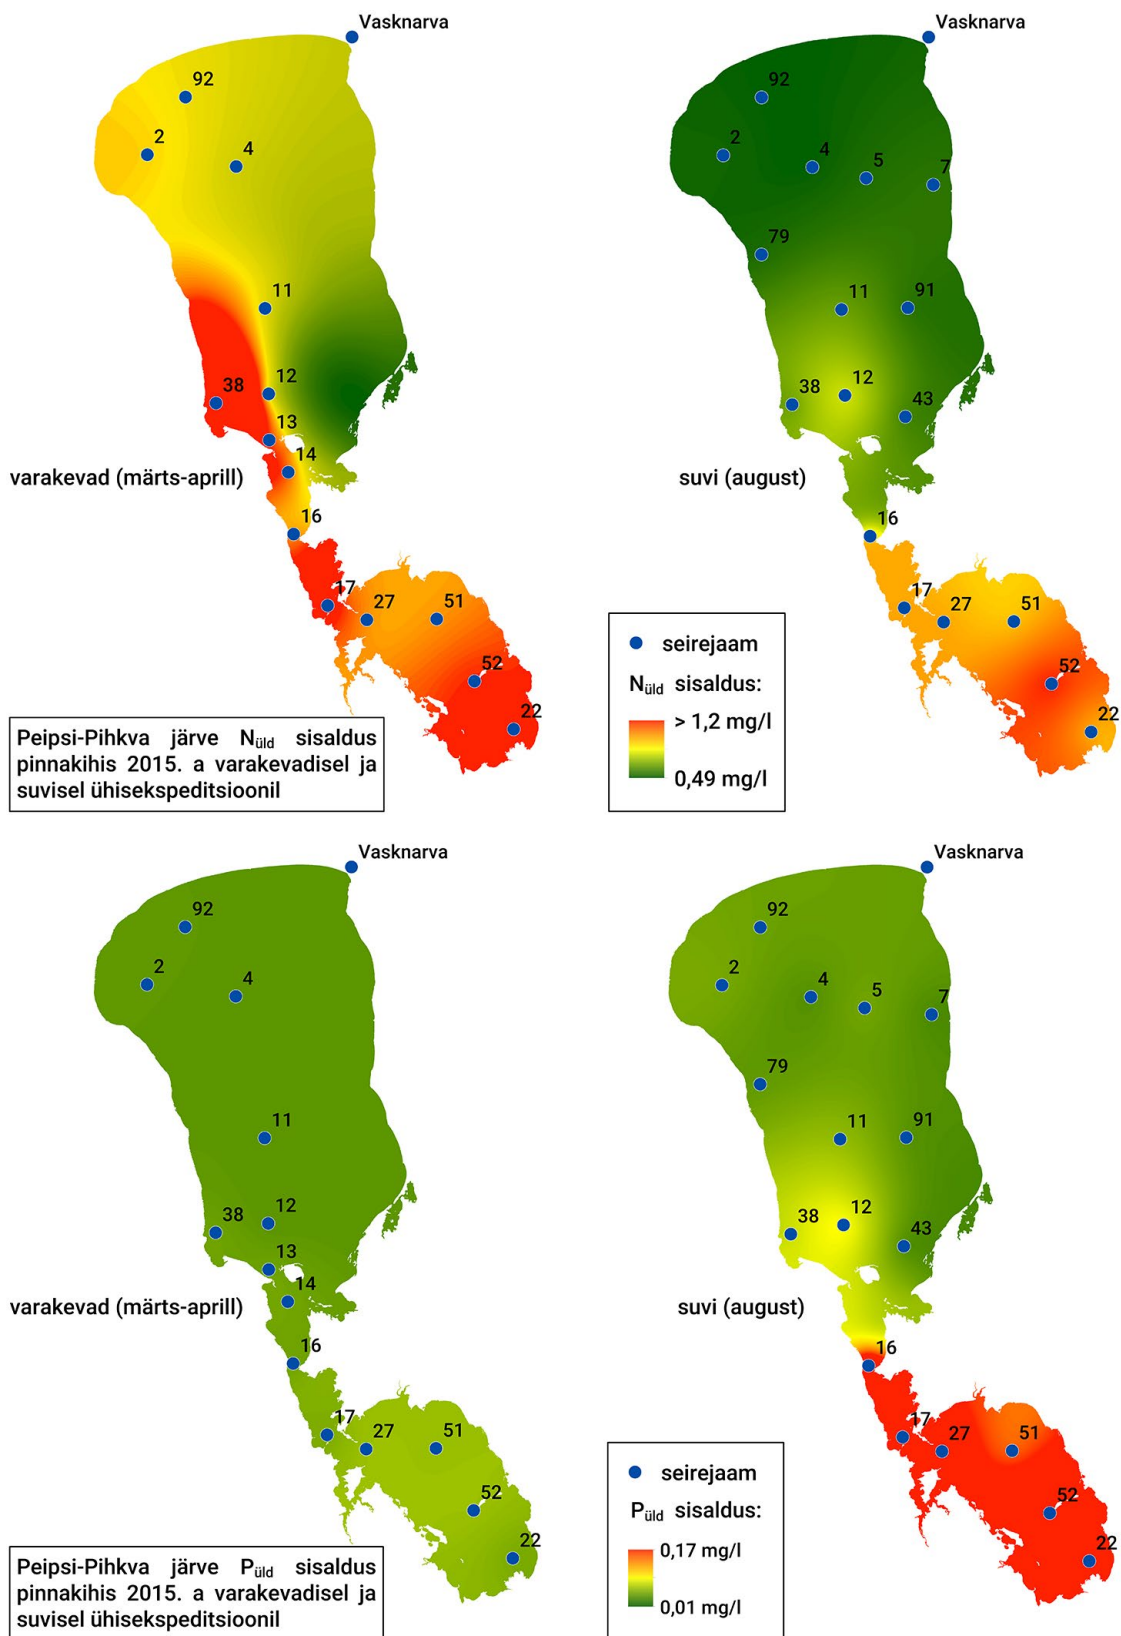 Vasknarva
92
2
4
11
38
12
13
14
varakevad (märts-aprill)
16
17
27
51
52
22
Peipsi-Pihkva järve Nüld sisaldus
pinnakihis 2015. a varakevadisel ja
suvisel ühisekspeditsioonil
Vasknarva
92
2
4
5
7
79
11
91
38
12
43
suvi (august)
16
17
27
51
52
22
seirejaam
Nüld sisaldus:
> 1,2 mg/l
0,49 mg/l
Vasknarva
92
2
4
11
38
12
13
14
varakevad (märts-aprill)
16
17
27
51
52
22
Peipsi-Pihkva järve Püld sisaldus
pinnakihis 2015. a varakevadisel ja
suvisel ühisekspeditsioonil
Vasknarva
92
2
4
5
7
79
11
91
38
12
43
suvi (august)
16
17
27
51
52
22
seirejaam
Püld sisaldus:
0,17 mg/l
0,01 mg/l